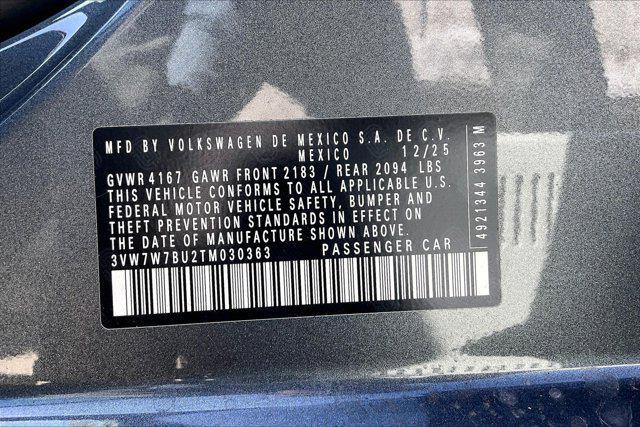 MFD BY VOLKSWAGEN DE MEXICO S.A. DE C.V.
MEXICO 12/25
GVWR 4167 GAWR FRONT 2183 / REAR 2094 LBS
THIS VEHICLE CONFORMS TO ALL APPLICABLE U.S.
FEDERAL MOTOR VEHICLE SAFETY, BUMPER AND
THEFT PREVENTION STANDARDS IN EFFECT ON
THE DATE OF MANUFACTURE SHOWN ABOVE.
3VW7W7BU2TM030363 PASSENGER CAR
4921344 3963 M